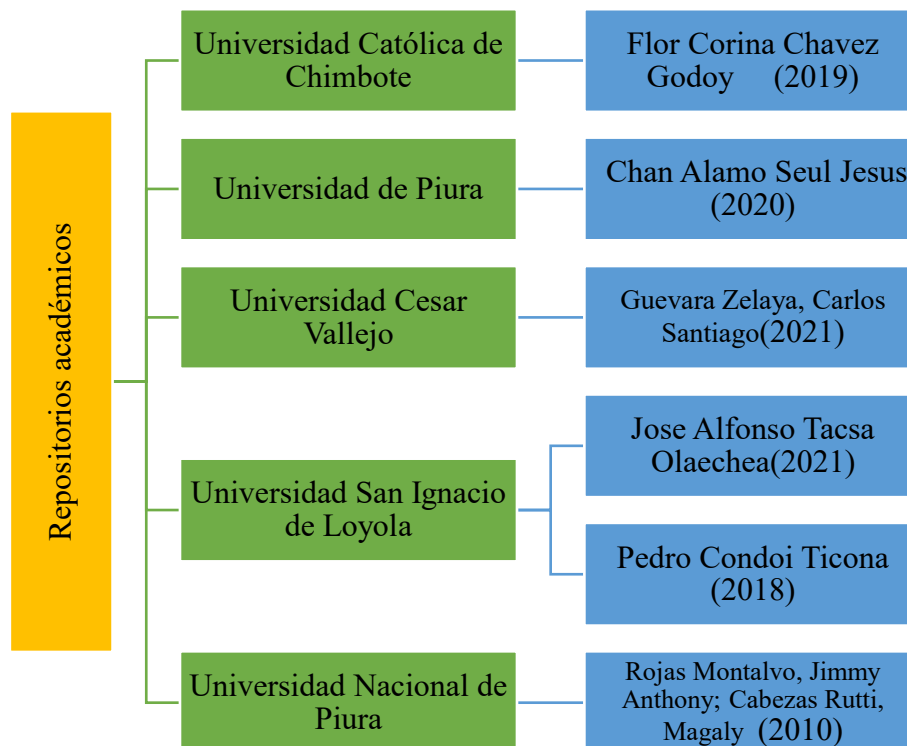 Repositorios académicos
Universidad Católica de
Chimbote
Flor Corina Chavez
Godoy (2019)
Universidad de Piura
Chan Alamo Seul Jesus
(2020)
Universidad Cesar
Vallejo
Guevara Zelaya, Carlos
Santiago(2021)
Universidad San Ignacio
de Loyola
Jose Alfonso Tacsa
Olaechea(2021)
Pedro Condoi Ticona
(2018)
Universidad Nacional de
Piura
Rojas Montalvo, Jimmy
Anthony; Cabezas Rutti,
Magaly (2010)